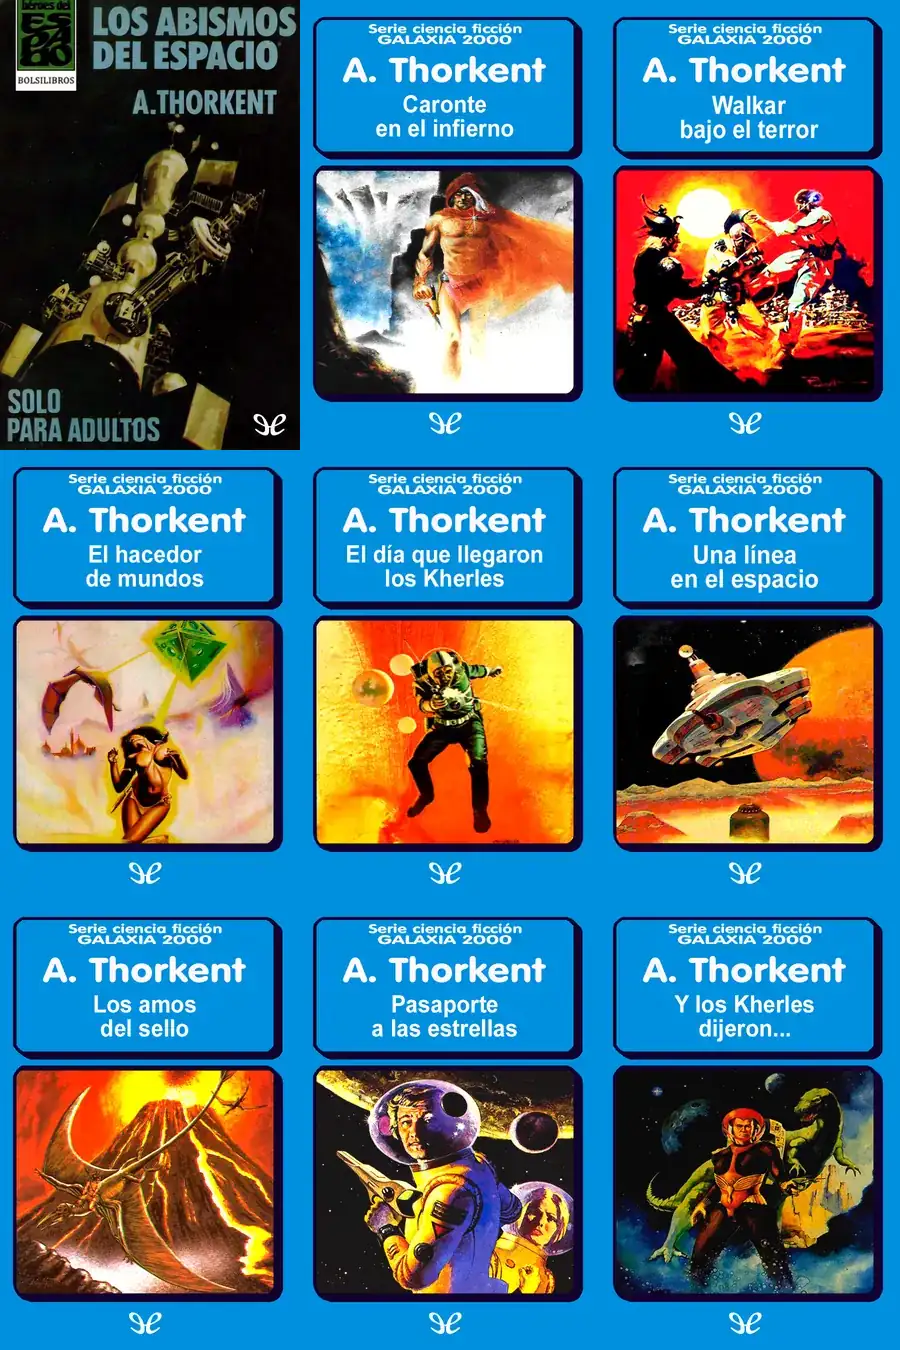 héroes del
ESPACIO
BOLSILIBROS
LOS ABISMOS
DEL ESPACIO
A.THORKENT
SOLO
PARA ADULTOS
Serie ciencia ficción
GALAXIA 2000
A. Thorkent
Caronte
en el infierno
Serie ciencia ficción
GALAXIA 2000
A. Thorkent
Walkar
bajo el terror
Serie ciencia ficción
GALAXIA 2000
A. Thorkent
El hacedor
de mundos
Serie ciencia ficción
GALAXIA 2000
A. Thorkent
El día que llegaron
los Kherles
Serie ciencia ficción
GALAXIA 2000
A. Thorkent
Una línea
en el espacio
Serie ciencia ficción
GALAXIA 2000
A. Thorkent
Los amos
del sello
Serie ciencia ficción
GALAXIA 2000
A. Thorkent
Pasaporte
a las estrellas
Serie ciencia ficción
GALAXIA 2000
A. Thorkent
Y los Kherles
dijeron...